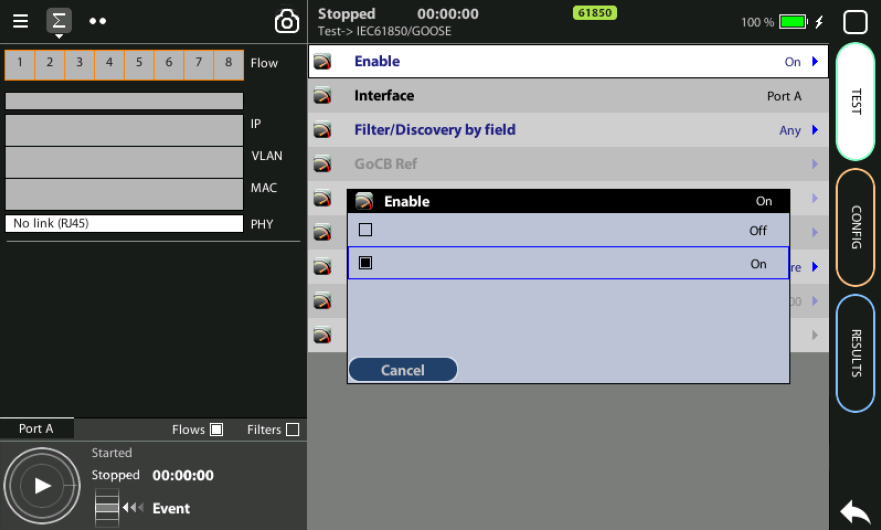 Stopped 00:00:00 61850 100 %
Test-> IEC61850/GOOSE
1 2 3 4 5 6 7 8 Flow
IP
VLAN
MAC
No link (RJ45) PHY
Enable On
Interface Port A
Filter/Discovery by field Any
GoCB Ref
re
00
Enable On
Off
On
Cancel
TEST
CONFIG
RESULTS
Port A Flows Filters
Started
Stopped 00:00:00
Event